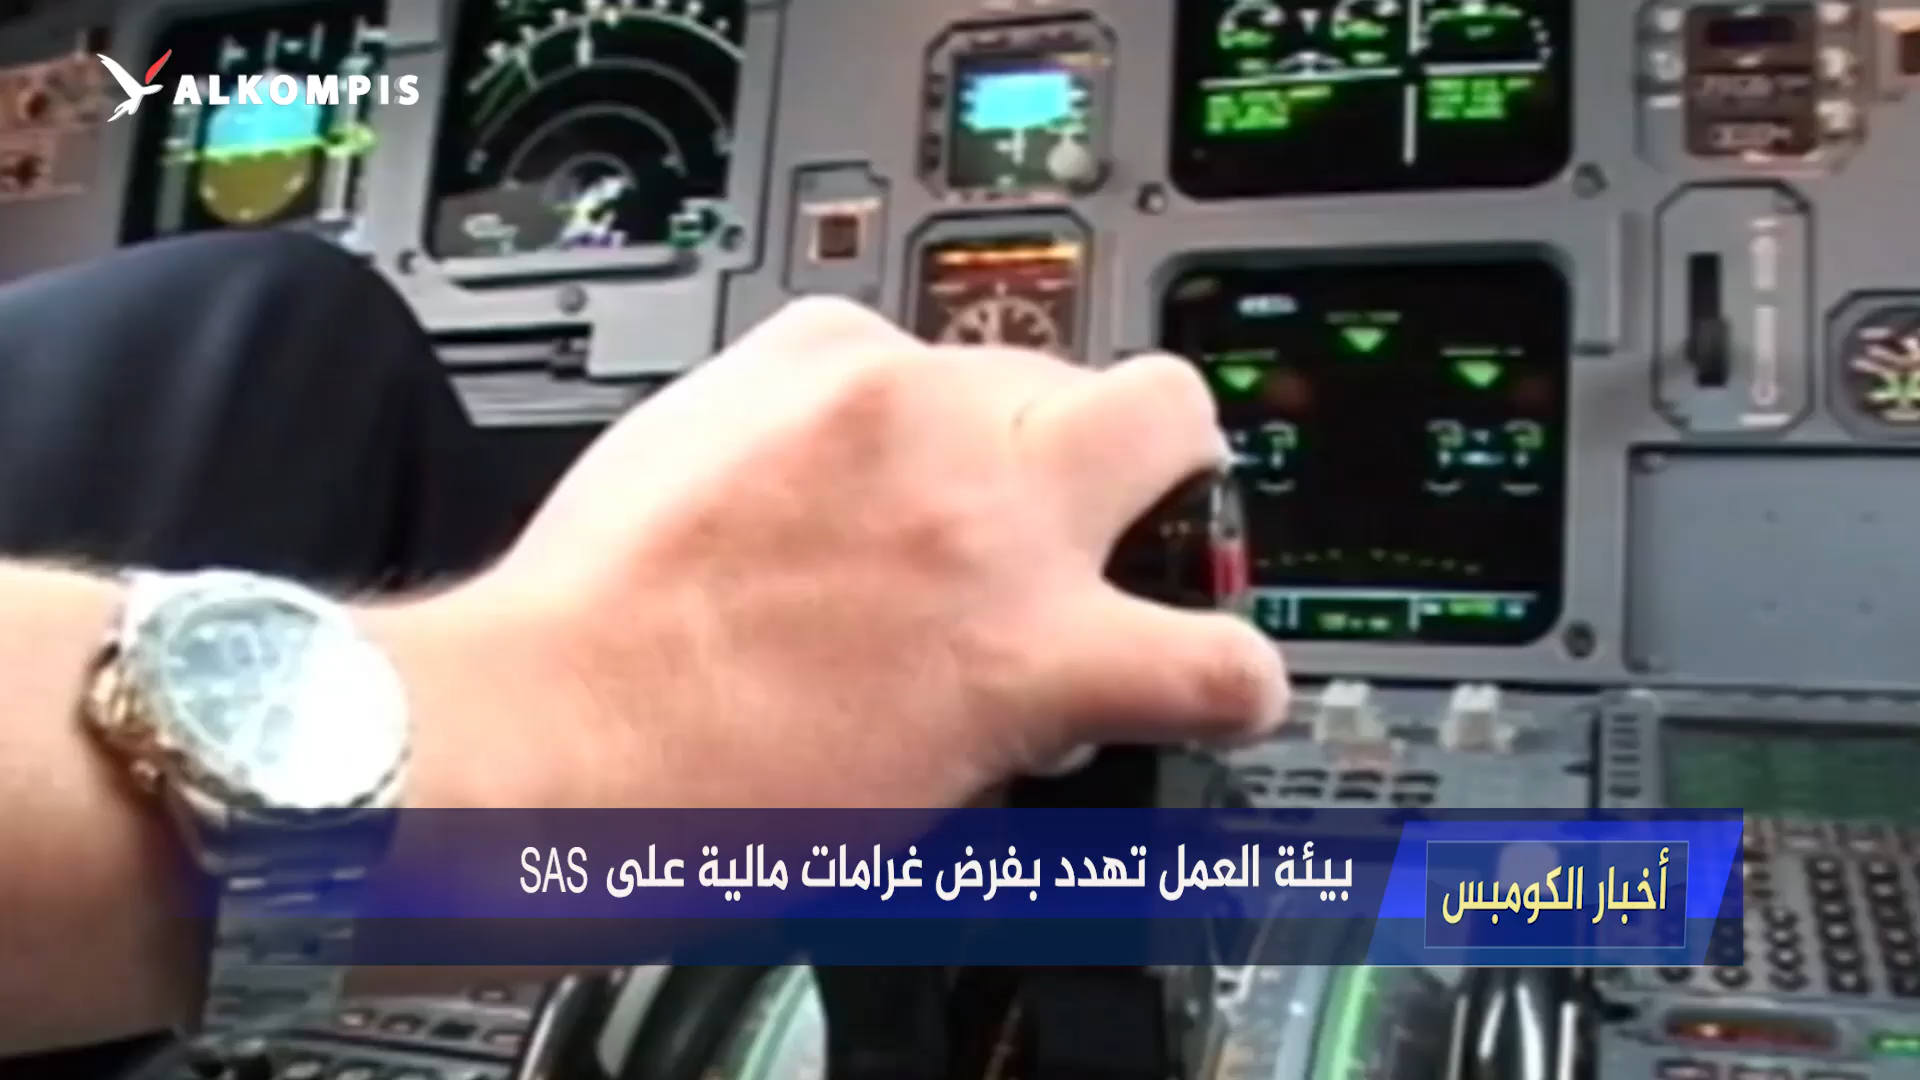 ALKOMPIS
بيئة العمل تهدد بفرض غرامات مالية على SAS
أخبار الكومبس